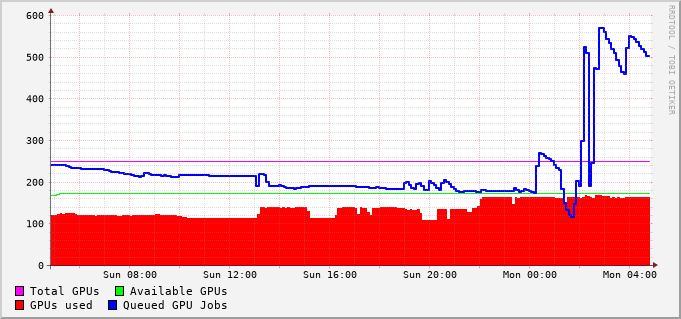 600
500
400
300
200
100
0
Sun 08:00 Sun 12:00 Sun 16:00 Sun 20:00 Mon 00:00 Mon 04:00
Total GPUs Available GPUs
GPUs used Queued GPU Jobs
RRDTOOL / TOBI OETIKER